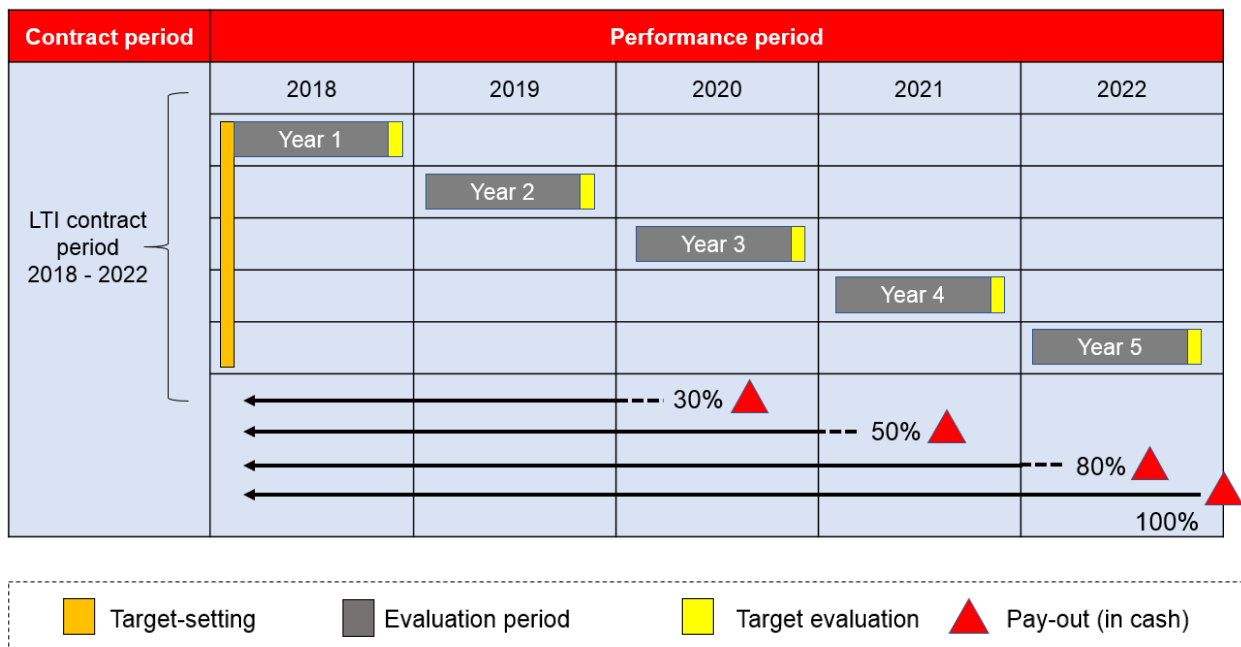 Contract period
Performance period
2018
2019
2020
2021
2022
Year 1
Year 2
Year 3
LTI contract
period
2018 - 2022
Year 4
Year 5
30%
50%
80%
100%
Target-setting
Evaluation period
Target evaluation
Pay-out (in cash)